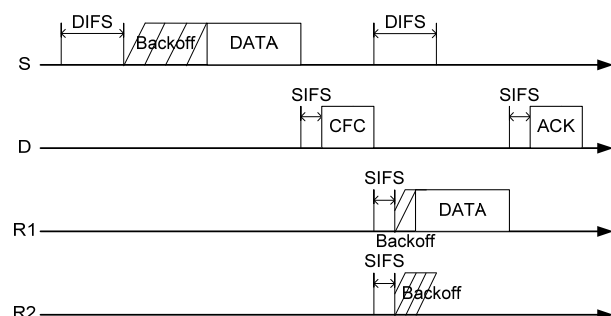 DIFS
DIFS
Backoff
DATA
S
SIFS
SIFS
CFC
ACK
D
SIFS
DATA
R1
Backoff
SIFS
Backoff
R2